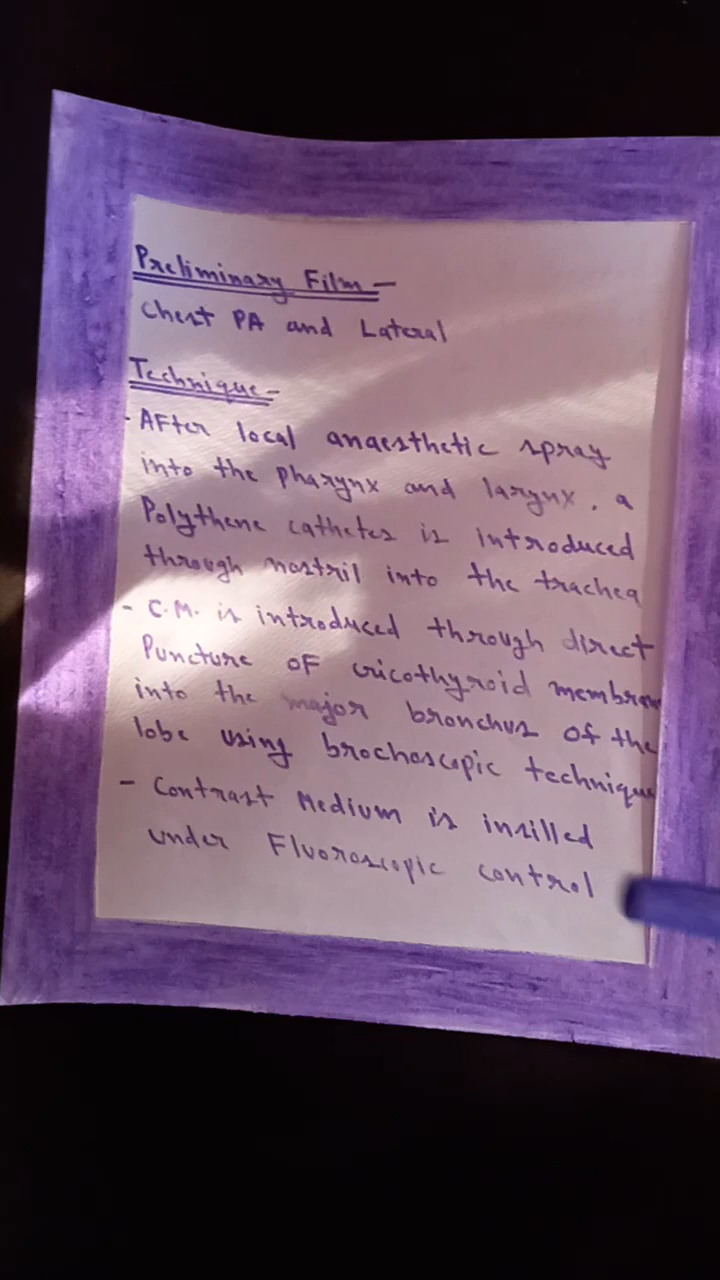 Preliminary Film -
Chest PA and Lateral
Technique -
- After local anaesthetic spray
into the pharynx and larynx, a
Polythene catheter is introduced
through nostril into the trachea
- C.M. is introduced through direct
Puncture of cricothyroid membrane
into the major bronchus of the
lobe using brochoscopic technique
- Contrast Medium is insilled
under Fluoroscopic control